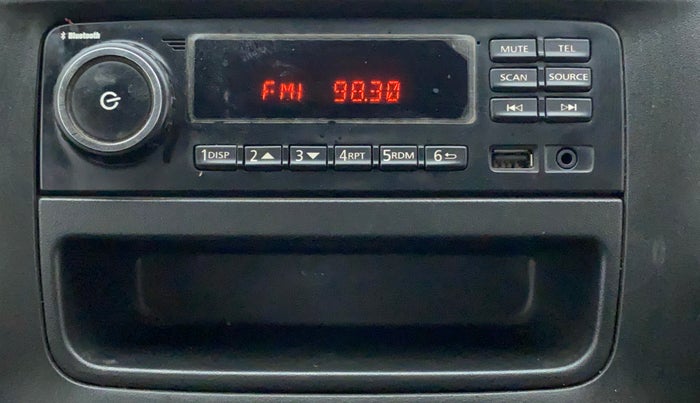 Bluetooth
FM1 98.30
MUTE TEL
SCAN SOURCE
1DISP 2 3 4RPT 5RDM 6